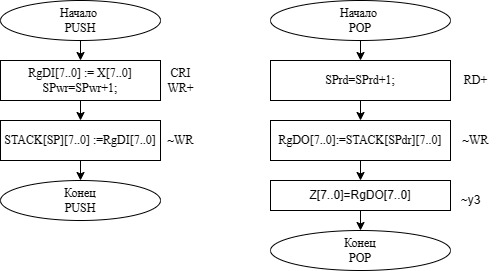 Начало
PUSH
RgDI[7..0] := X[7..0]
SPwr=SPwr+1;
CRI
WR+
STACK[SP][7..0] :=RgDI[7..0]
~WR
Конец
PUSH
Начало
POP
SPrd=SPrd+1;
RD+
RgDO[7..0]:=STACK[SPdr][7..0]
~WR
Z[7..0]=RgDO[7..0]
~y3
Конец
POP